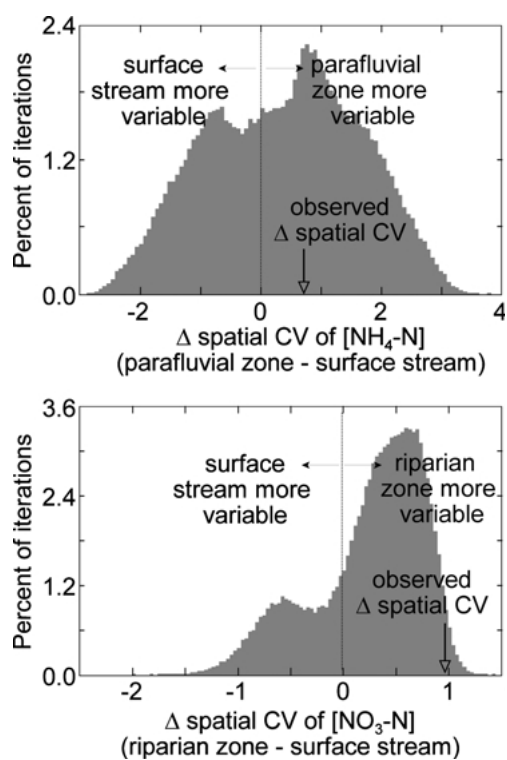 2.4
surface
stream more
variable
parafluvial
zone more
variable
Percent of iterations
1.2
observed
Δ spatial CV
0.0
-2 0 2 4
Δ spatial CV of [NH₄-N]
(parafluvial zone - surface stream)
3.6
Percent of iterations
surface
stream more
variable
riparian
zone more
variable
2.4
1.2
observed
Δ spatial CV
0.0
-2 -1 0 1
Δ spatial CV of [NO₃-N]
(riparian zone - surface stream)